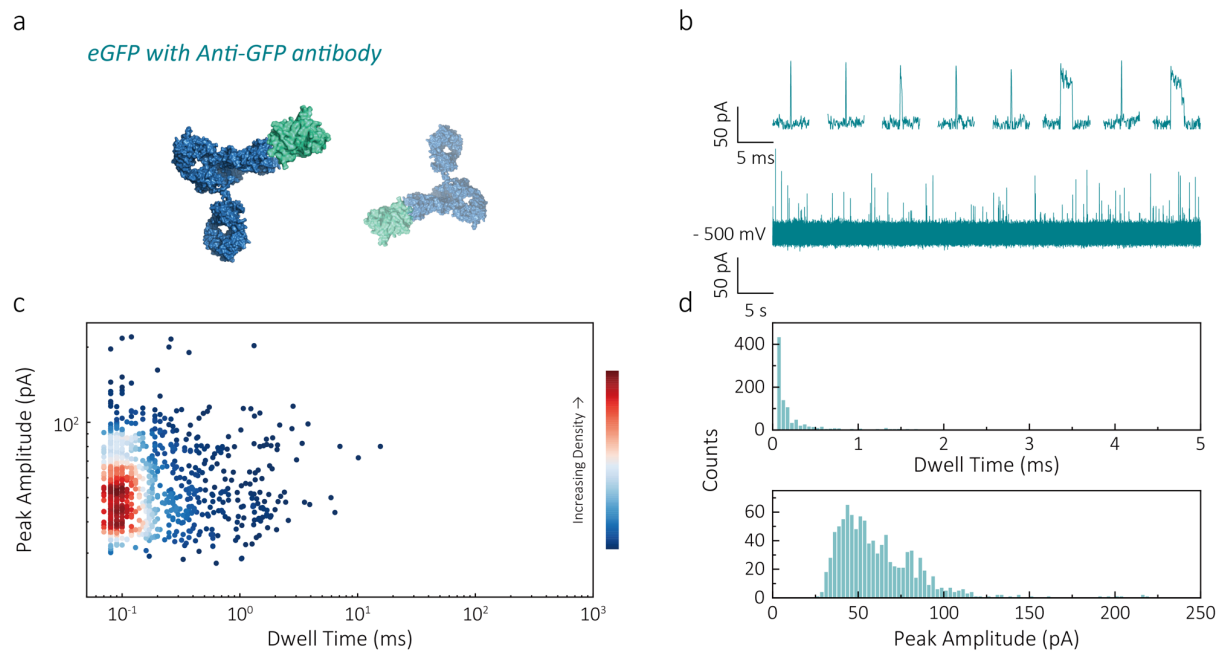 a
eGFP with Anti-GFP antibody
b
50 pA
5 ms
- 500 mV
50 pA
5 s
c
Peak Amplitude (pA)
10²
10⁻¹
10⁰
10¹
10²
10³
Dwell Time (ms)
Increasing Density →
d
Counts
400
200
0
0
1
2
3
4
5
Dwell Time (ms)
60
40
20
0
0
50
100
150
200
250
Peak Amplitude (pA)